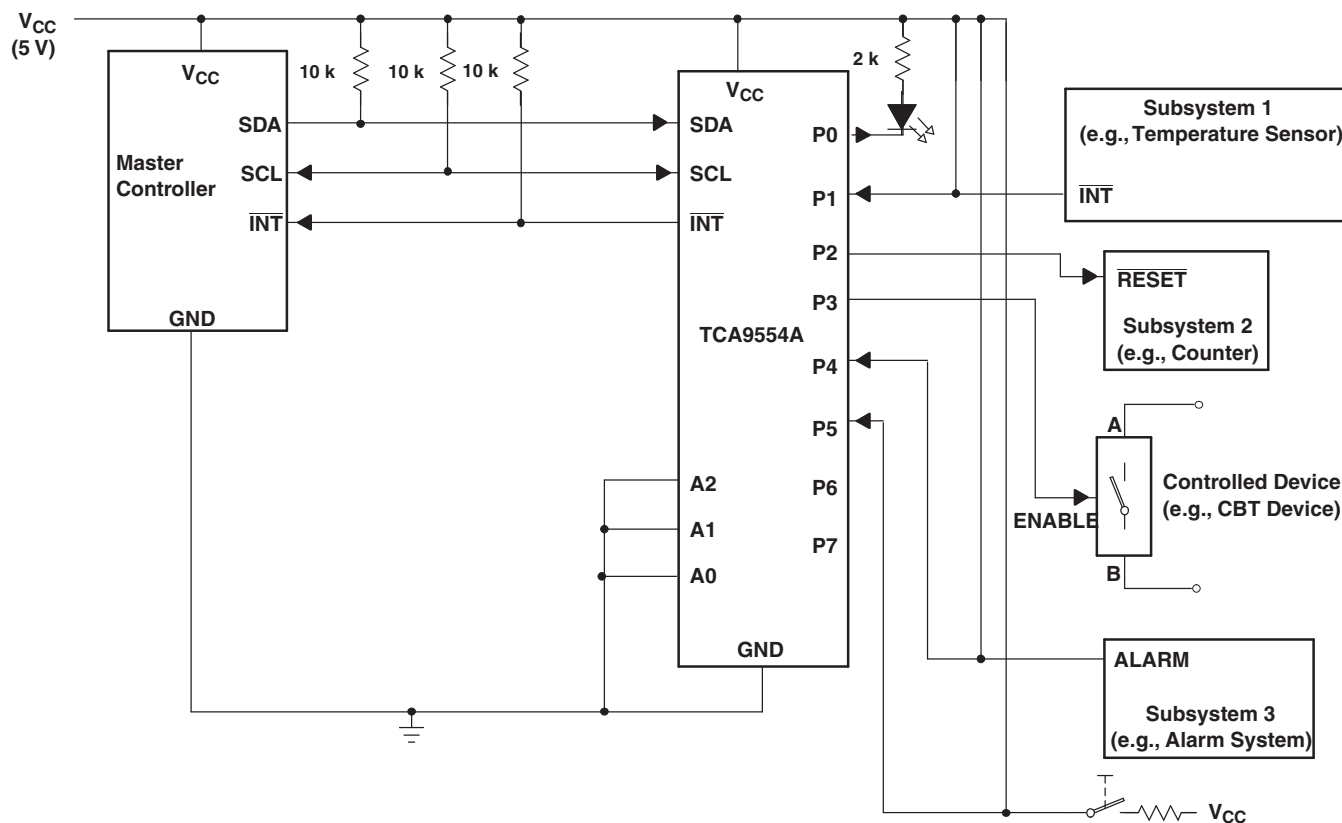 VCC
(5 V)
VCC
10 k
10 k
10 k
SDA
Master
Controller
SCL
INT
GND
VCC
SDA
SCL
INT
TCA9554A
A2
A1
A0
GND
P0
P1
P2
P3
P4
P5
P6
P7
2 k
Subsystem 1
(e.g., Temperature Sensor)
INT
RESET
Subsystem 2
(e.g., Counter)
A
ENABLE
B
Controlled Device
(e.g., CBT Device)
ALARM
Subsystem 3
(e.g., Alarm System)
VCC